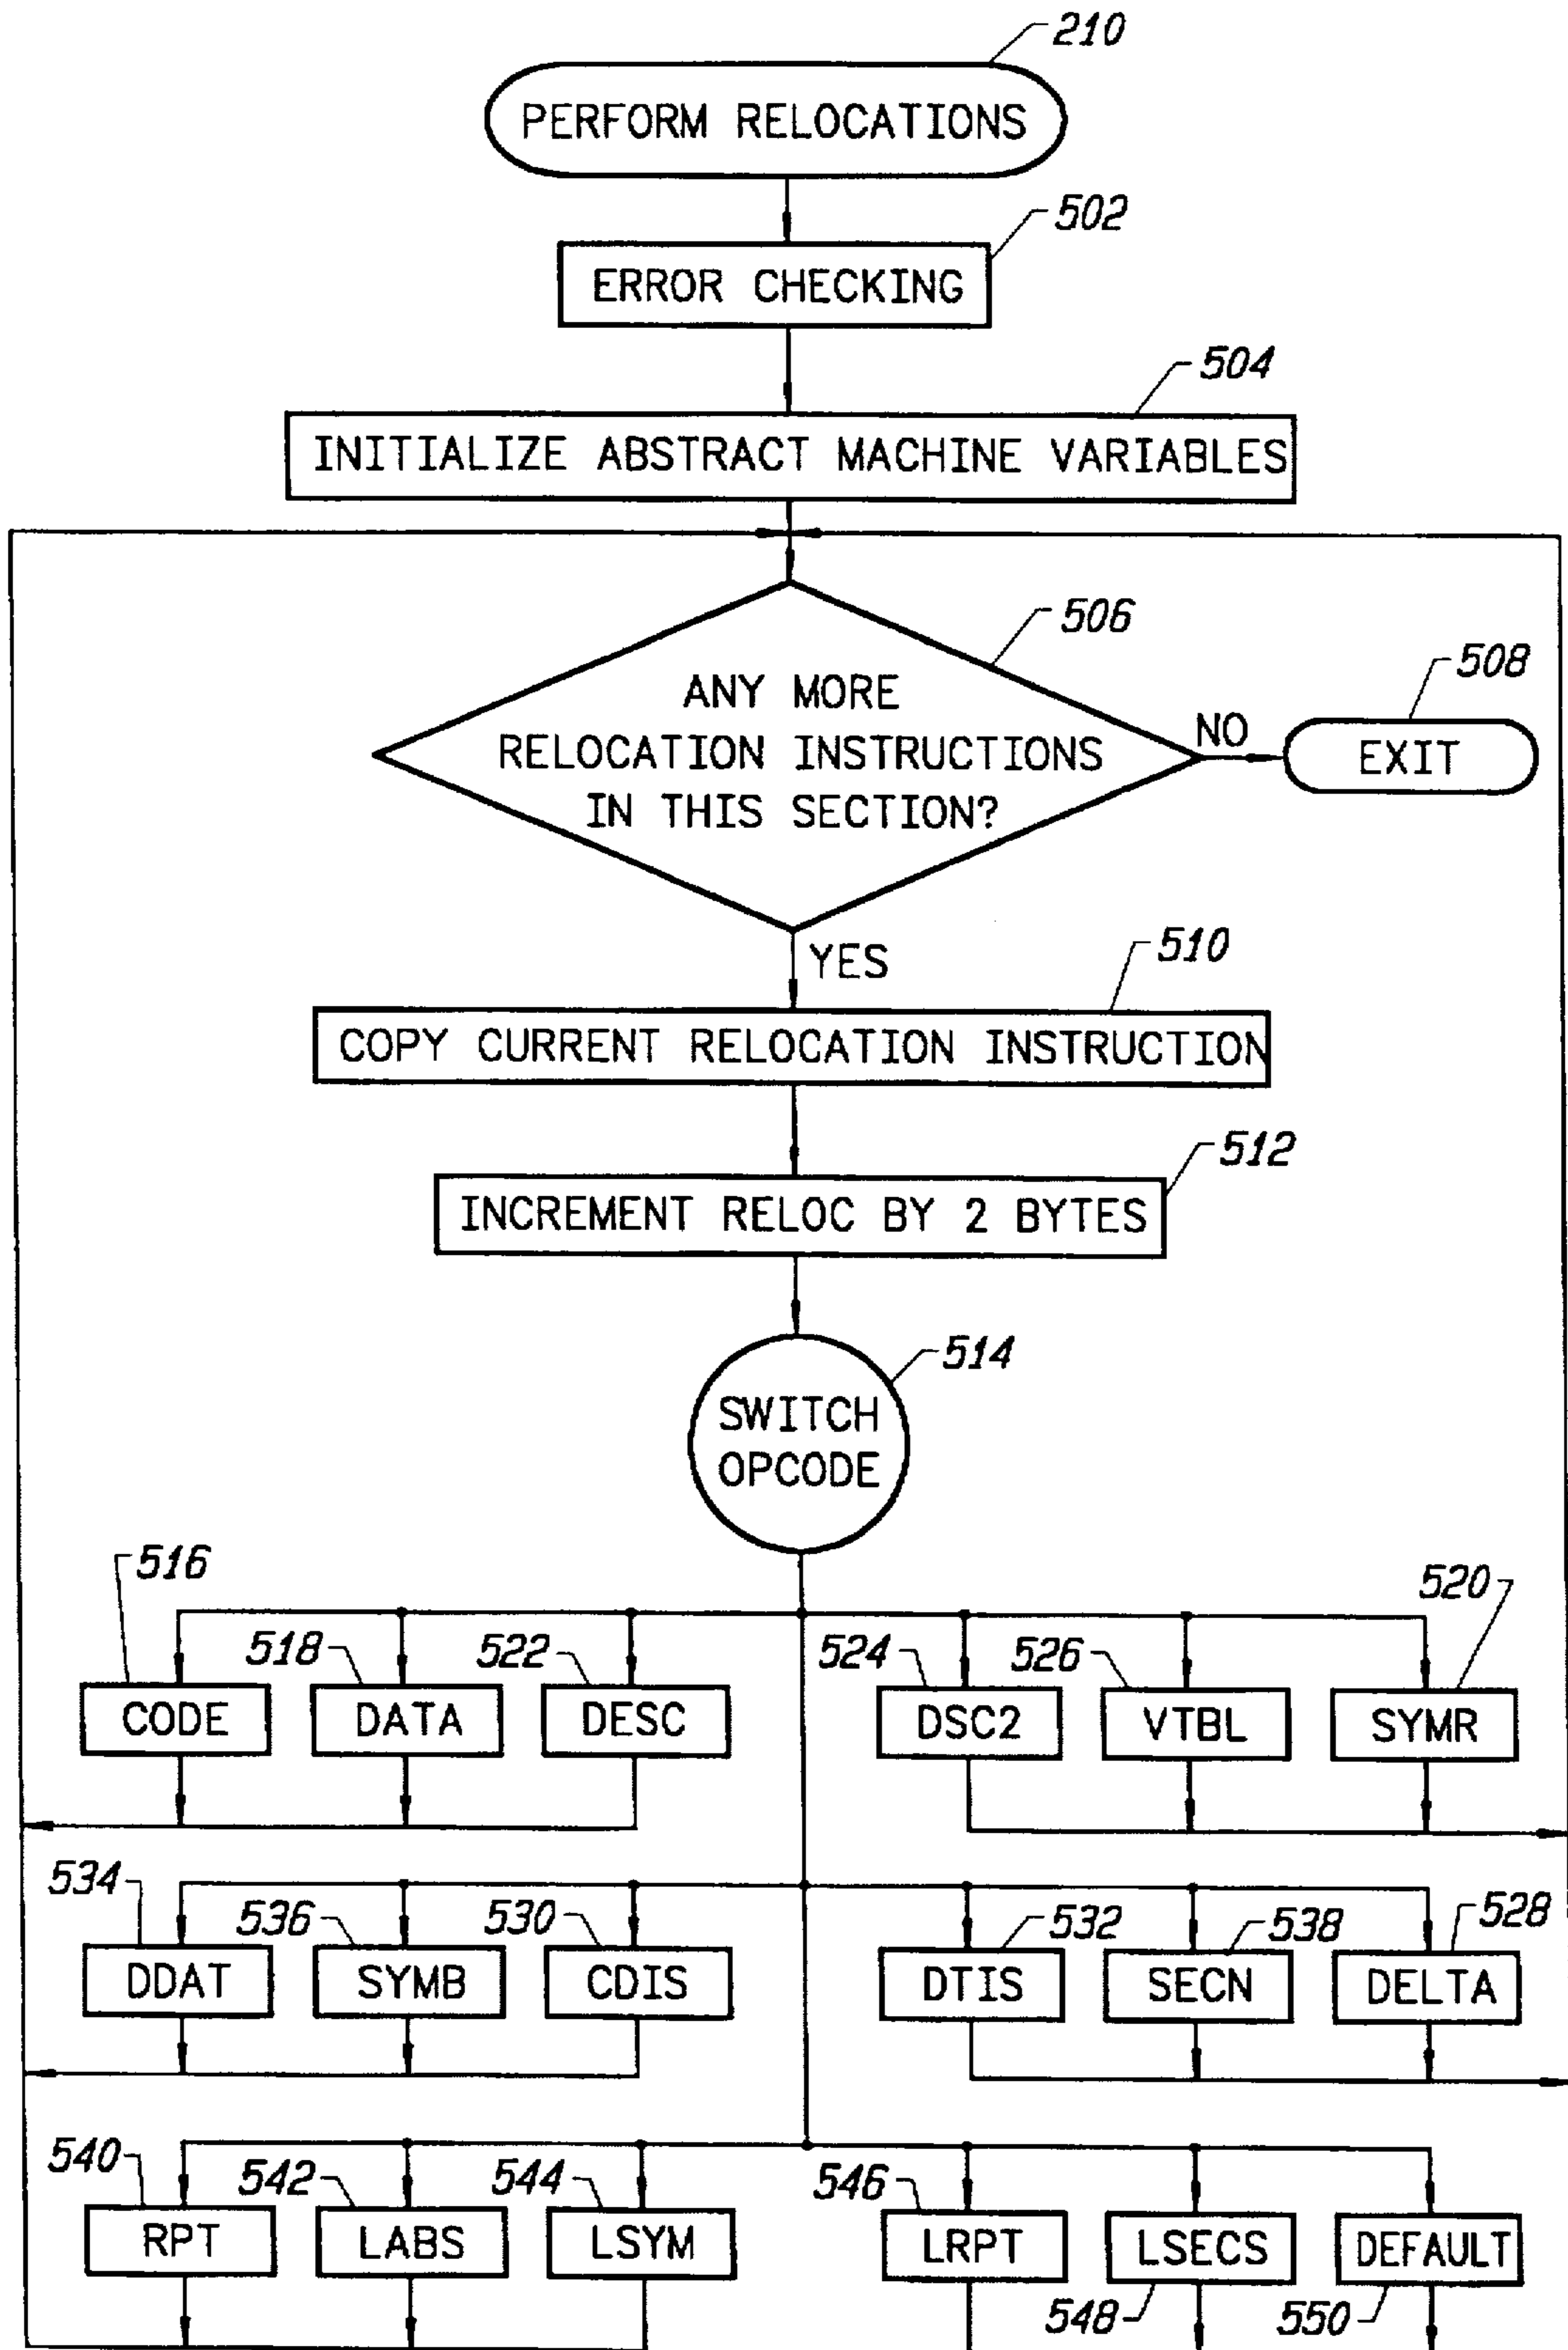 210
PERFORM RELOCATIONS
502
ERROR CHECKING
504
INITIALIZE ABSTRACT MACHINE VARIABLES
506
ANY MORE
RELOCATION INSTRUCTIONS
IN THIS SECTION?
NO
508
EXIT
YES
510
COPY CURRENT RELOCATION INSTRUCTION
512
INCREMENT RELOC BY 2 BYTES
514
SWITCH
OPCODE
516 518 522 524 526 520
CODE DATA DESC DSC2 VTBL SYMR
534 536 530 532 538 528
DDAT SYMB CDIS DTIS SECN DELTA
540 542 544 546
RPT LABS LSYM LRPT LSECS DEFAULT
548 550